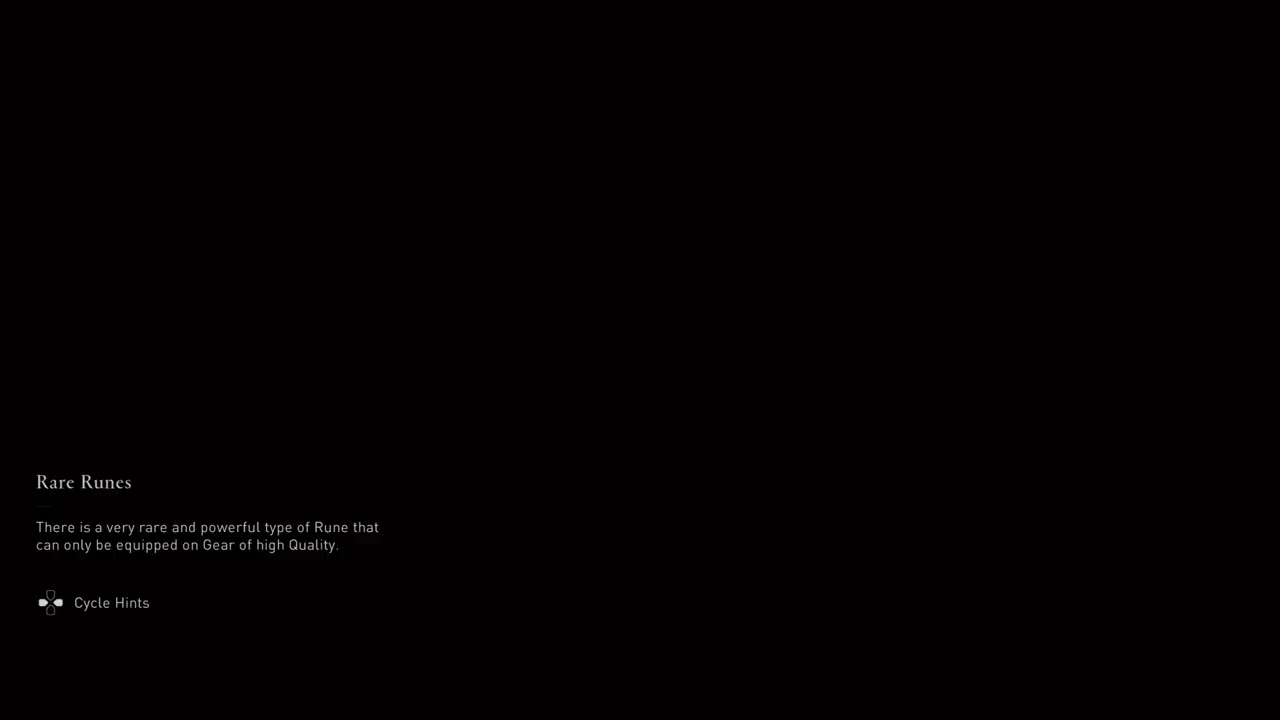 Rare Runes
There is a very rare and powerful type of Rune that
can only be equipped on Gear of high Quality.
Cycle Hints